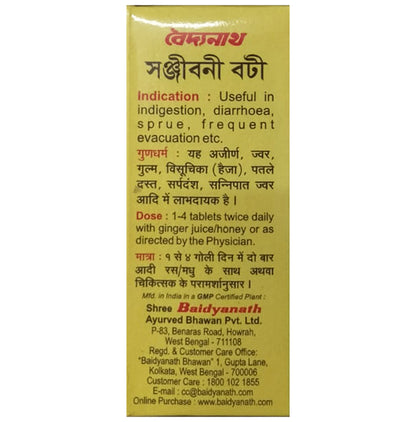 বৈদ্যনাথ
সঞ্জীবনী বটী
Indication : Useful in
indigestion, diarrhoea,
sprue, frequent
evacuation etc.
गुणधर्म : यह अजीर्ण, ज्वर,
गुल्म, विसूचिका (हैजा), पतले
दस्त, सर्पदंश, सन्निपात ज्वर
आदि में लाभदायक है ।
Dose : 1-4 tablets twice daily
with ginger juice/honey or as
directed by the Physician.
मात्रा : १ से ४ गोली दिन में दो बार
आदी रस/मधु के साथ अथवा
चिकित्सक के परामर्शानुसार ।
Mfd. in India in a GMP Certified Plant :
Shree Baidyanath
Ayurved Bhawan Pvt. Ltd.
P-83, Benaras Road, Howrah,
West Bengal - 711108
Regd. & Customer Care Office:
"Baidyanath Bhawan" 1, Gupta Lane,
Kolkata, West Bengal - 700006
Customer Care : 1800 102 1855
E-mail : cc@baidyanath.com
Online Purchase : www.baidyanath.com